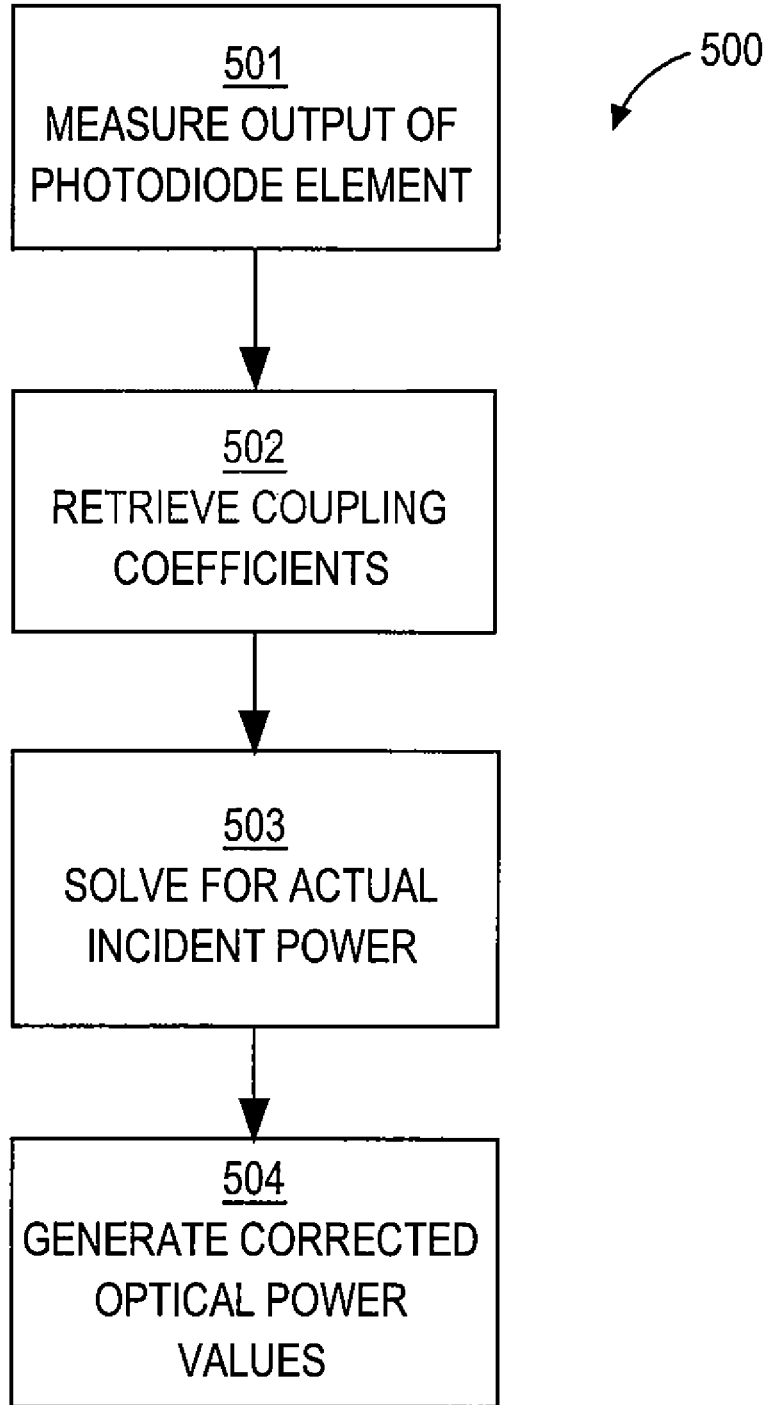 501
MEASURE OUTPUT OF
PHOTODIODE ELEMENT
500
502
RETRIEVE COUPLING
COEFFICIENTS
503
SOLVE FOR ACTUAL
INCIDENT POWER
504
GENERATE CORRECTED
OPTICAL POWER
VALUES